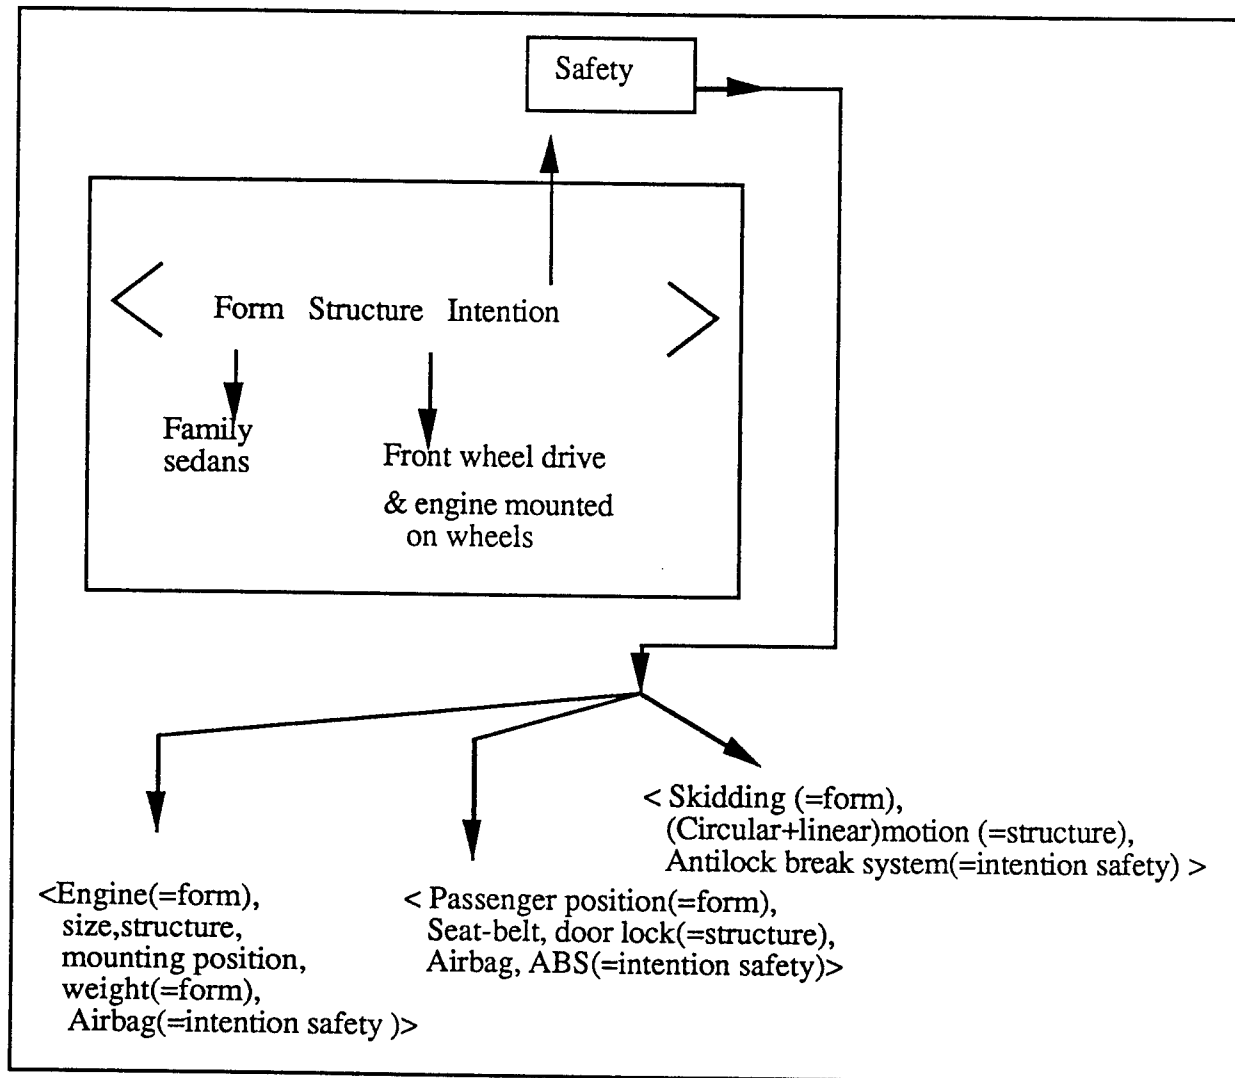 Safety
< Form Structure Intention >
Family
sedans
Front wheel drive
& engine mounted
on wheels
< Skidding (=form),
(Circular+linear)motion (=structure),
Antilock break system(=intention safety) >
<Engine(=form),
size,structure,
mounting position,
weight(=form),
Airbag(=intention safety )>
< Passenger position(=form),
Seat-belt, door lock(=structure),
Airbag, ABS(=intention safety)>